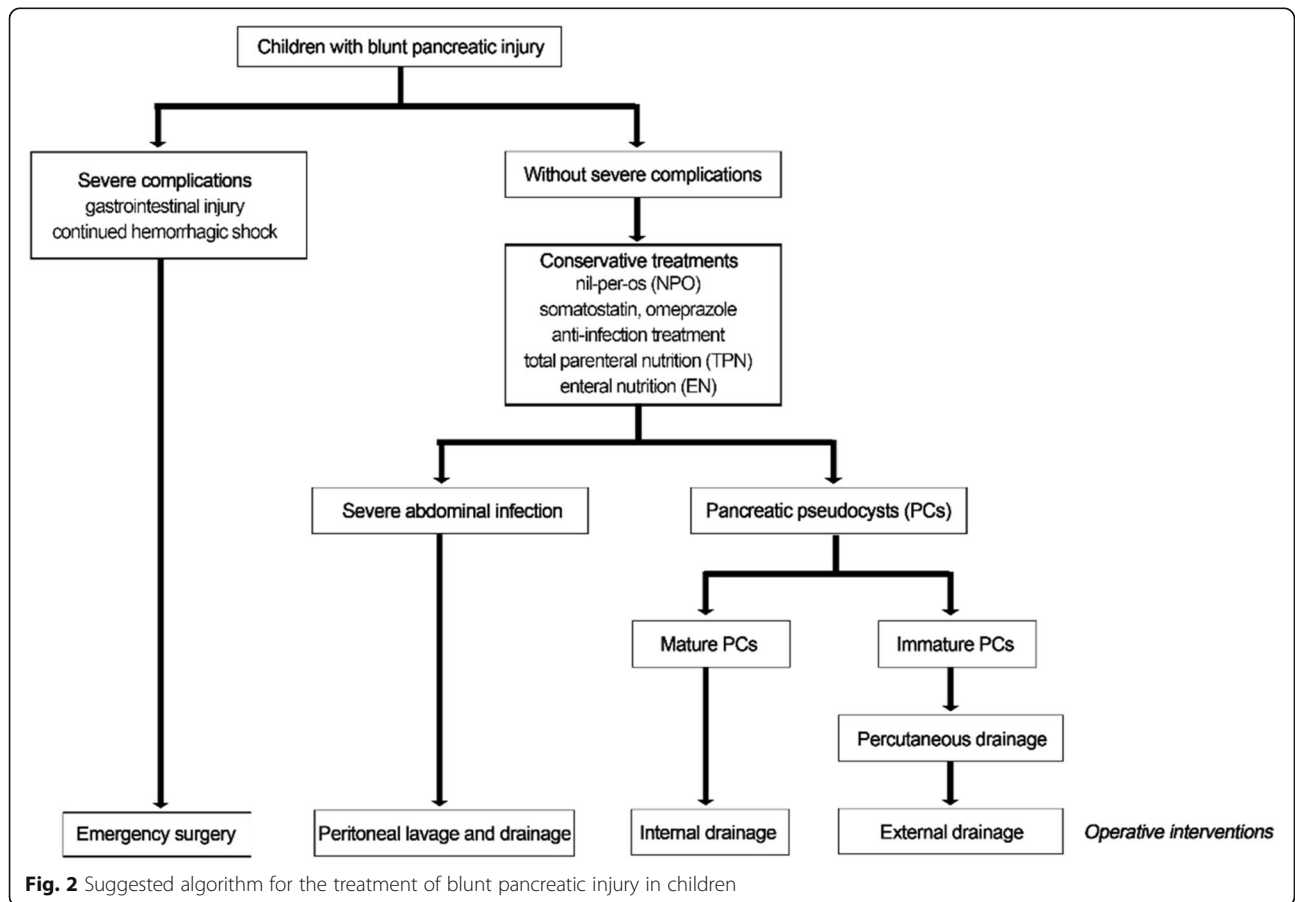 Children with blunt pancreatic injury
Severe complications
gastrointestinal injury
continued hemorrhagic shock
Without severe complications
Conservative treatments
nil-per-os (NPO)
somatostatin, omeprazole
anti-infection treatment
total parenteral nutrition (TPN)
enteral nutrition (EN)
Severe abdominal infection
Pancreatic pseudocysts (PCs)
Mature PCs
Immature PCs
Percutaneous drainage
Emergency surgery
Peritoneal lavage and drainage
Internal drainage
External drainage
Operative interventions
Fig. 2 Suggested algorithm for the treatment of blunt pancreatic injury in children